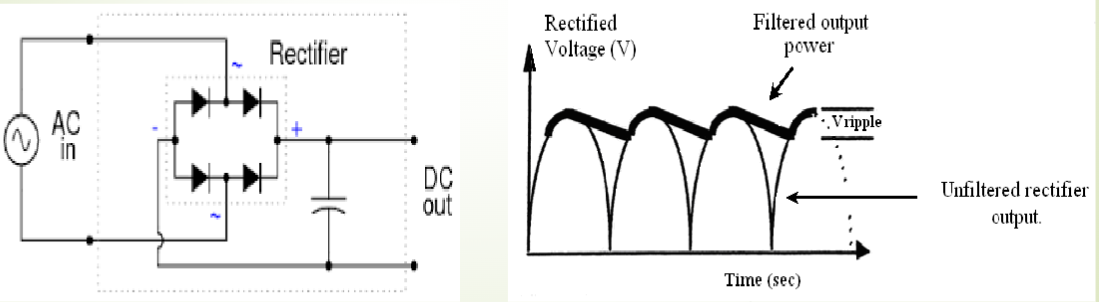 Rectifier
~
AC
in
-
+
~
DC
out
Rectified
Voltage (V)
Filtered output
power
Vripple
Unfiltered rectifier
output.
Time (sec)